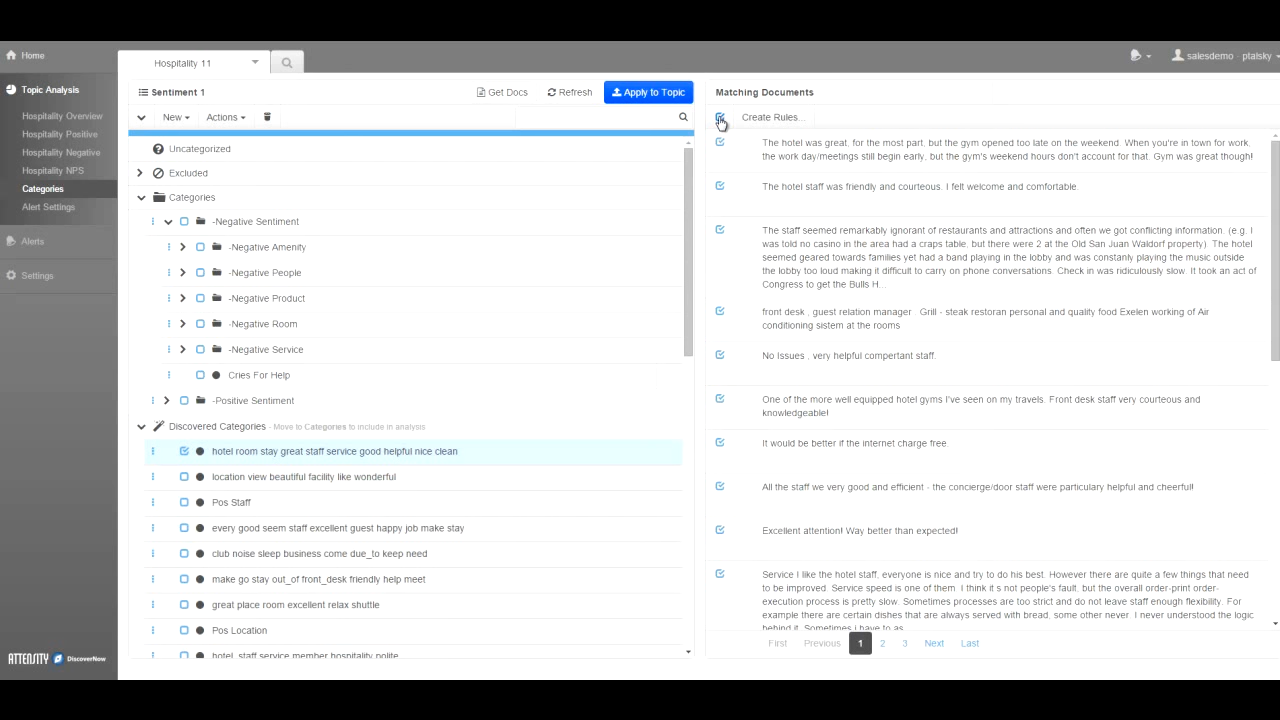 Home
Topic Analysis
Hospitality Overview
Hospitality Positive
Hospitality Negative
Hospitality NPS
Categories
Alert Settings
Alerts
Settings
ATTENSITY DiscoverNow
Hospitality 11
salesdemo - ptalsky
Sentiment 1
Get Docs
Refresh
Apply to Topic
New
Actions
Uncategorized
Excluded
Categories
-Negative Sentiment
-Negative Amenity
-Negative People
-Negative Product
-Negative Room
-Negative Service
Cries For Help
-Positive Sentiment
Discovered Categories - Move to Categories to include in analysis
hotel room stay great staff service good helpful nice clean
location view beautiful facility like wonderful
Pos Staff
every good seem staff excellent guest happy job make stay
club noise sleep business come due_to keep need
make go stay out_of front_desk friendly help meet
great place room excellent relax shuttle
Pos Location
hotel staff service member hospitality polite
Matching Documents
Create Rules...
The hotel was great, for the most part, but the gym opened too late on the weekend. When you're in town for work,
the work day/meetings still begin early, but the gym's weekend hours don't account for that. Gym was great though!
The hotel staff was friendly and courteous. I felt welcome and comfortable.
The staff seemed remarkably ignorant of restaurants and attractions and often we got conflicting information. (e.g. I
was told no casino in the area had a craps table, but there were 2 at the Old San Juan Waldorf property). The hotel
seemed geared towards families yet had a band playing in the lobby and was constanly playing the music outside
the lobby too loud making it difficult to carry on phone conversations. Check in was ridiculously slow. It took an act of
Congress to get the Bulls H...
front desk , guest relation manager Grill - steak restoran personal and quality food Exelen working of Air
conditioning sistem at the rooms
No Issues , very helpful compertant staff.
One of the more well equipped hotel gyms I've seen on my travels. Front desk staff very courteous and
knowledgeable!
It would be better if the internet charge free.
All the staff we very good and efficient - the concierge/door staff were particulary helpful and cheerful!
Excellent attention! Way better than expected!
Service I like the hotel staff, everyone is nice and try to do his best. However there are quite a few things that need
to be improved. Service speed is one of them. I think it s not people's fault, but the overall order-print order-
execution process is pretty slow. Sometimes processes are too strict and do not leave staff enough flexibility. For
example there are certain dishes that are always served with bread, some other never. I never understood the logic
behind it. Sometimes i have to as
First Previous 1 2 3 Next Last